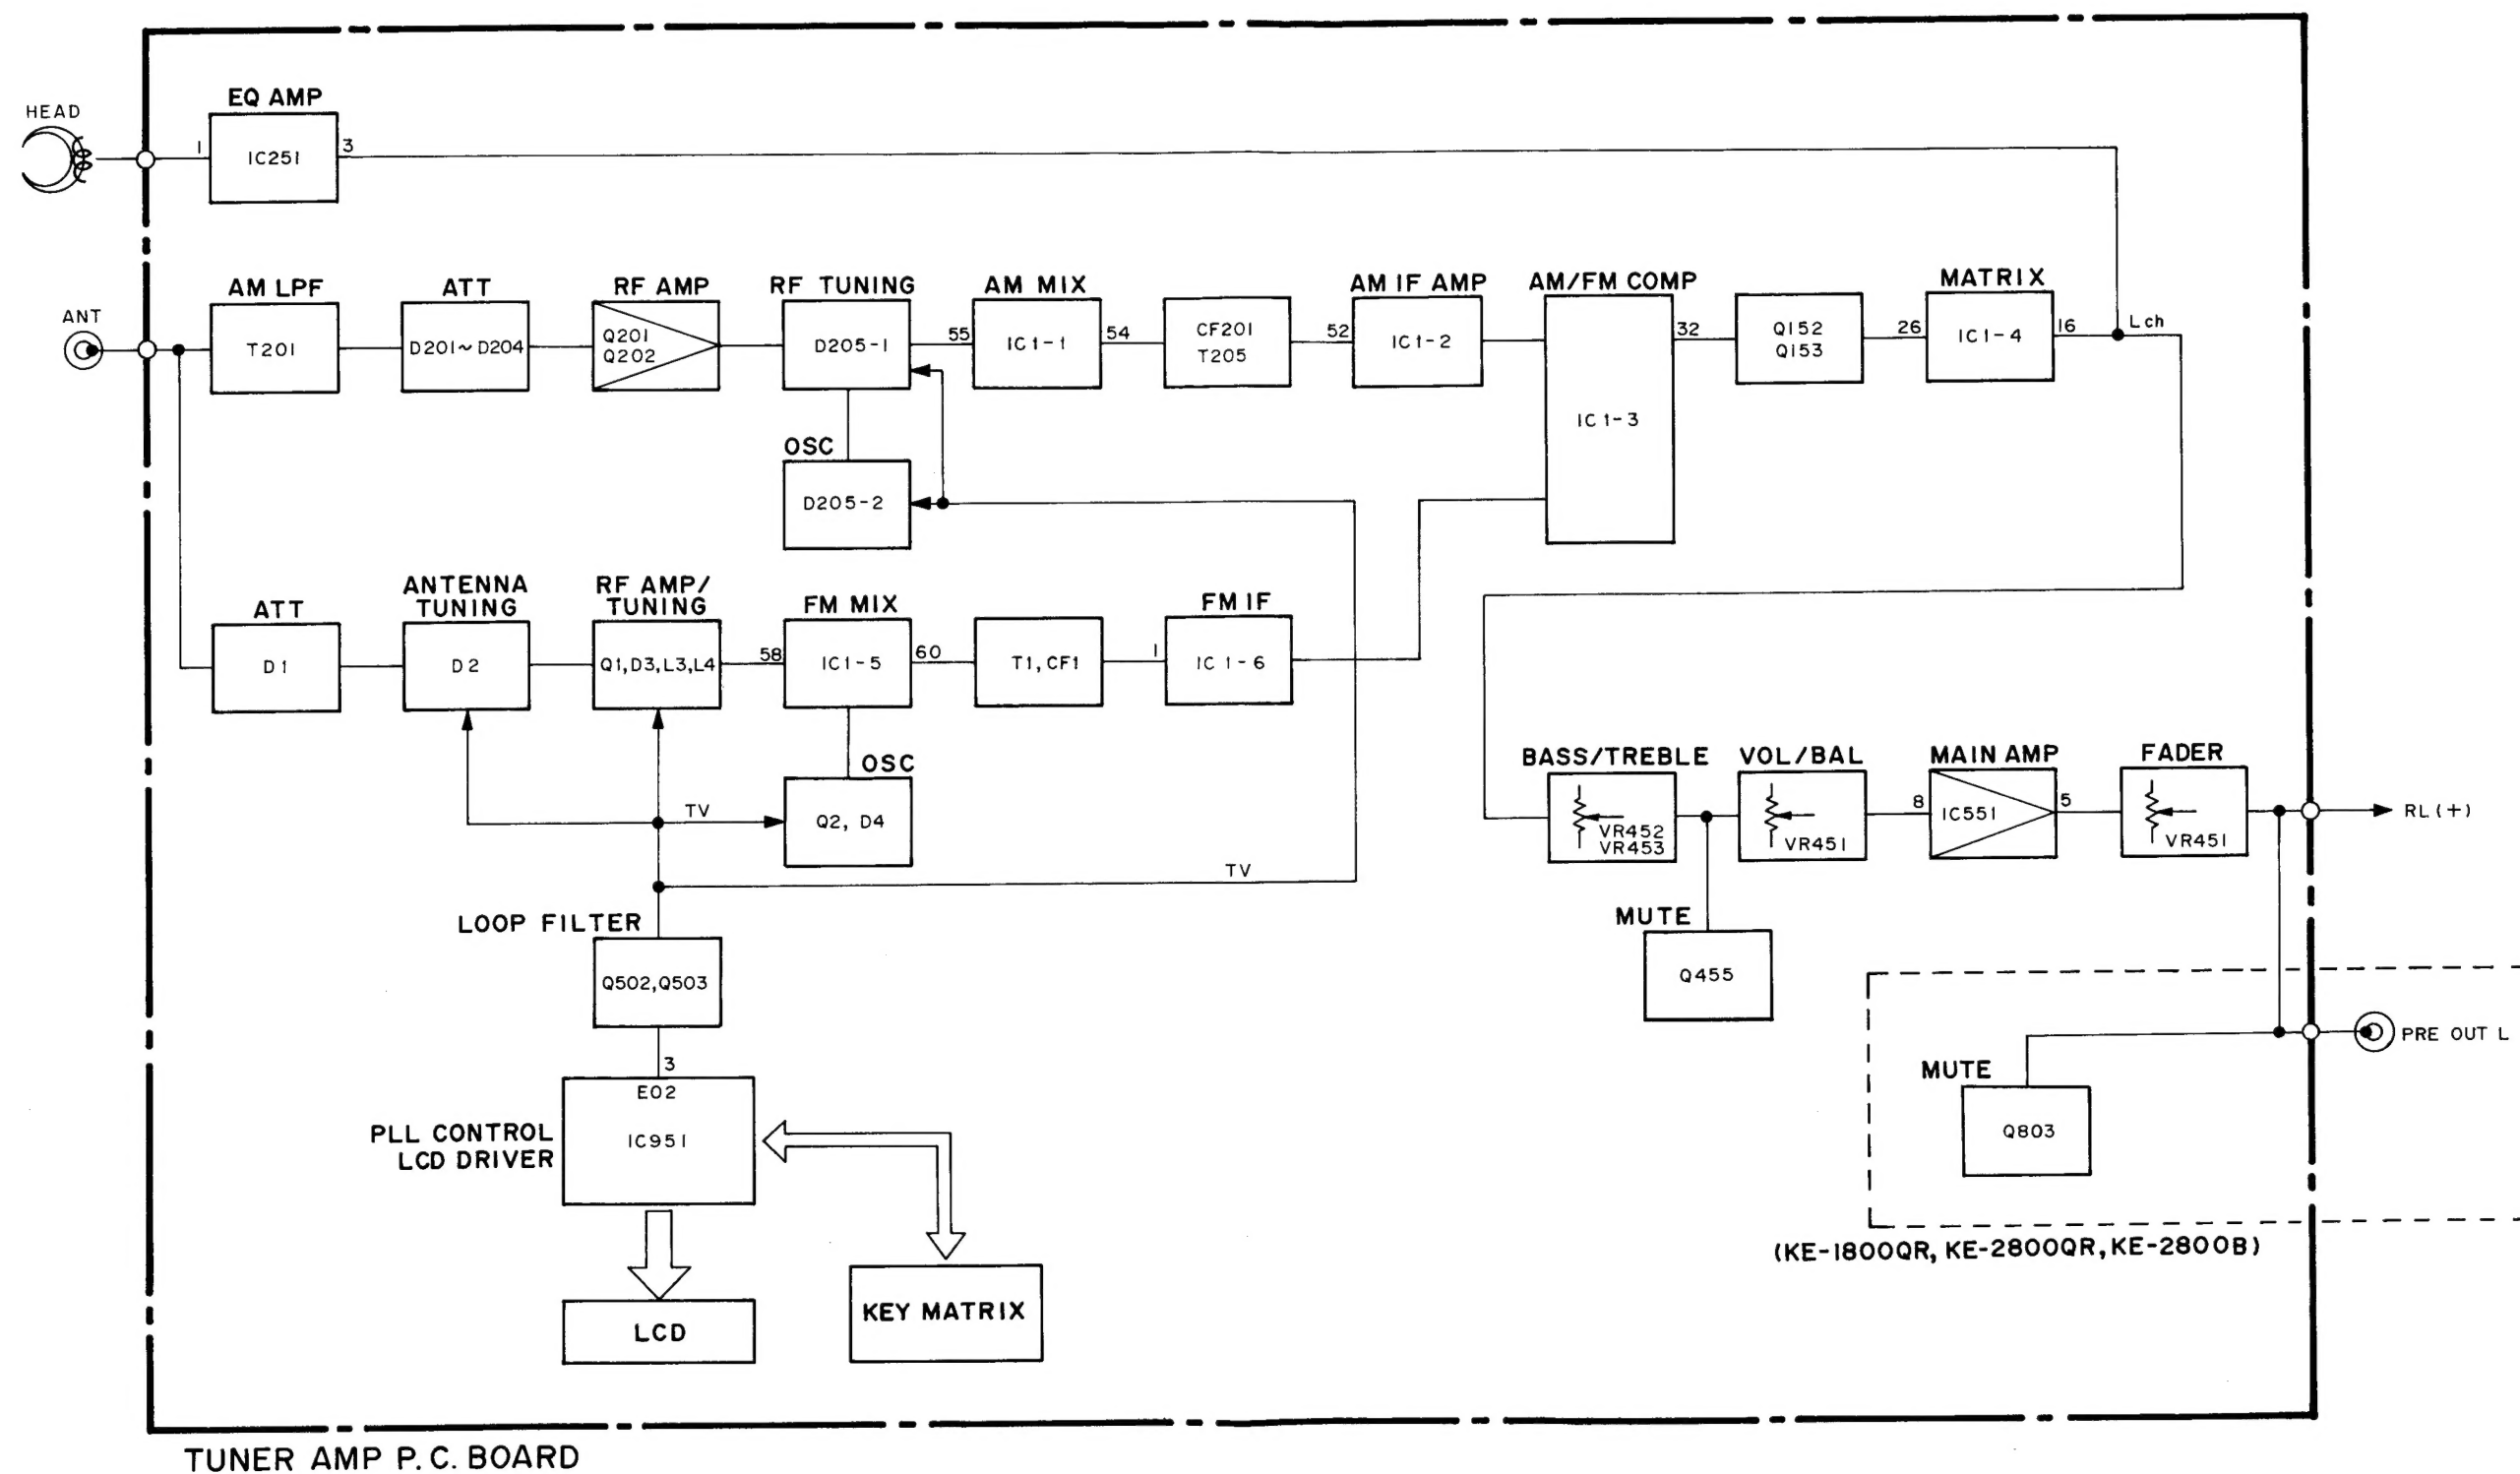 HEAD
EQ AMP
1
IC251
3
ANT
AM LPF
T201
ATT
D201~D204
RF AMP
Q201
Q202
RF TUNING
D205-1
55
AM MIX
IC1-1
54
CF201
T205
52
AM IF AMP
IC1-2
AM/FM COMP
IC1-3
32
Q152
Q153
26
MATRIX
IC1-4
16
Lch
OSC
D205-2
ATT
D1
ANTENNA
TUNING
D2
RF AMP/
TUNING
Q1,D3,L3,L4
58
FM MIX
IC1-5
60
T1,CF1
1
FM IF
IC1-6
TV
OSC
Q2, D4
TV
BASS/TREBLE
VR452
VR453
VOL/BAL
VR451
8
MAIN AMP
IC551
5
FADER
VR451
RL(+)
MUTE
Q455
LOOP FILTER
Q502,Q503
3
EO2
IC951
PLL CONTROL
LCD DRIVER
LCD
KEY MATRIX
PRE OUT L
MUTE
Q803
(KE-1800QR, KE-2800QR, KE-2800B)
TUNER AMP P.C. BOARD